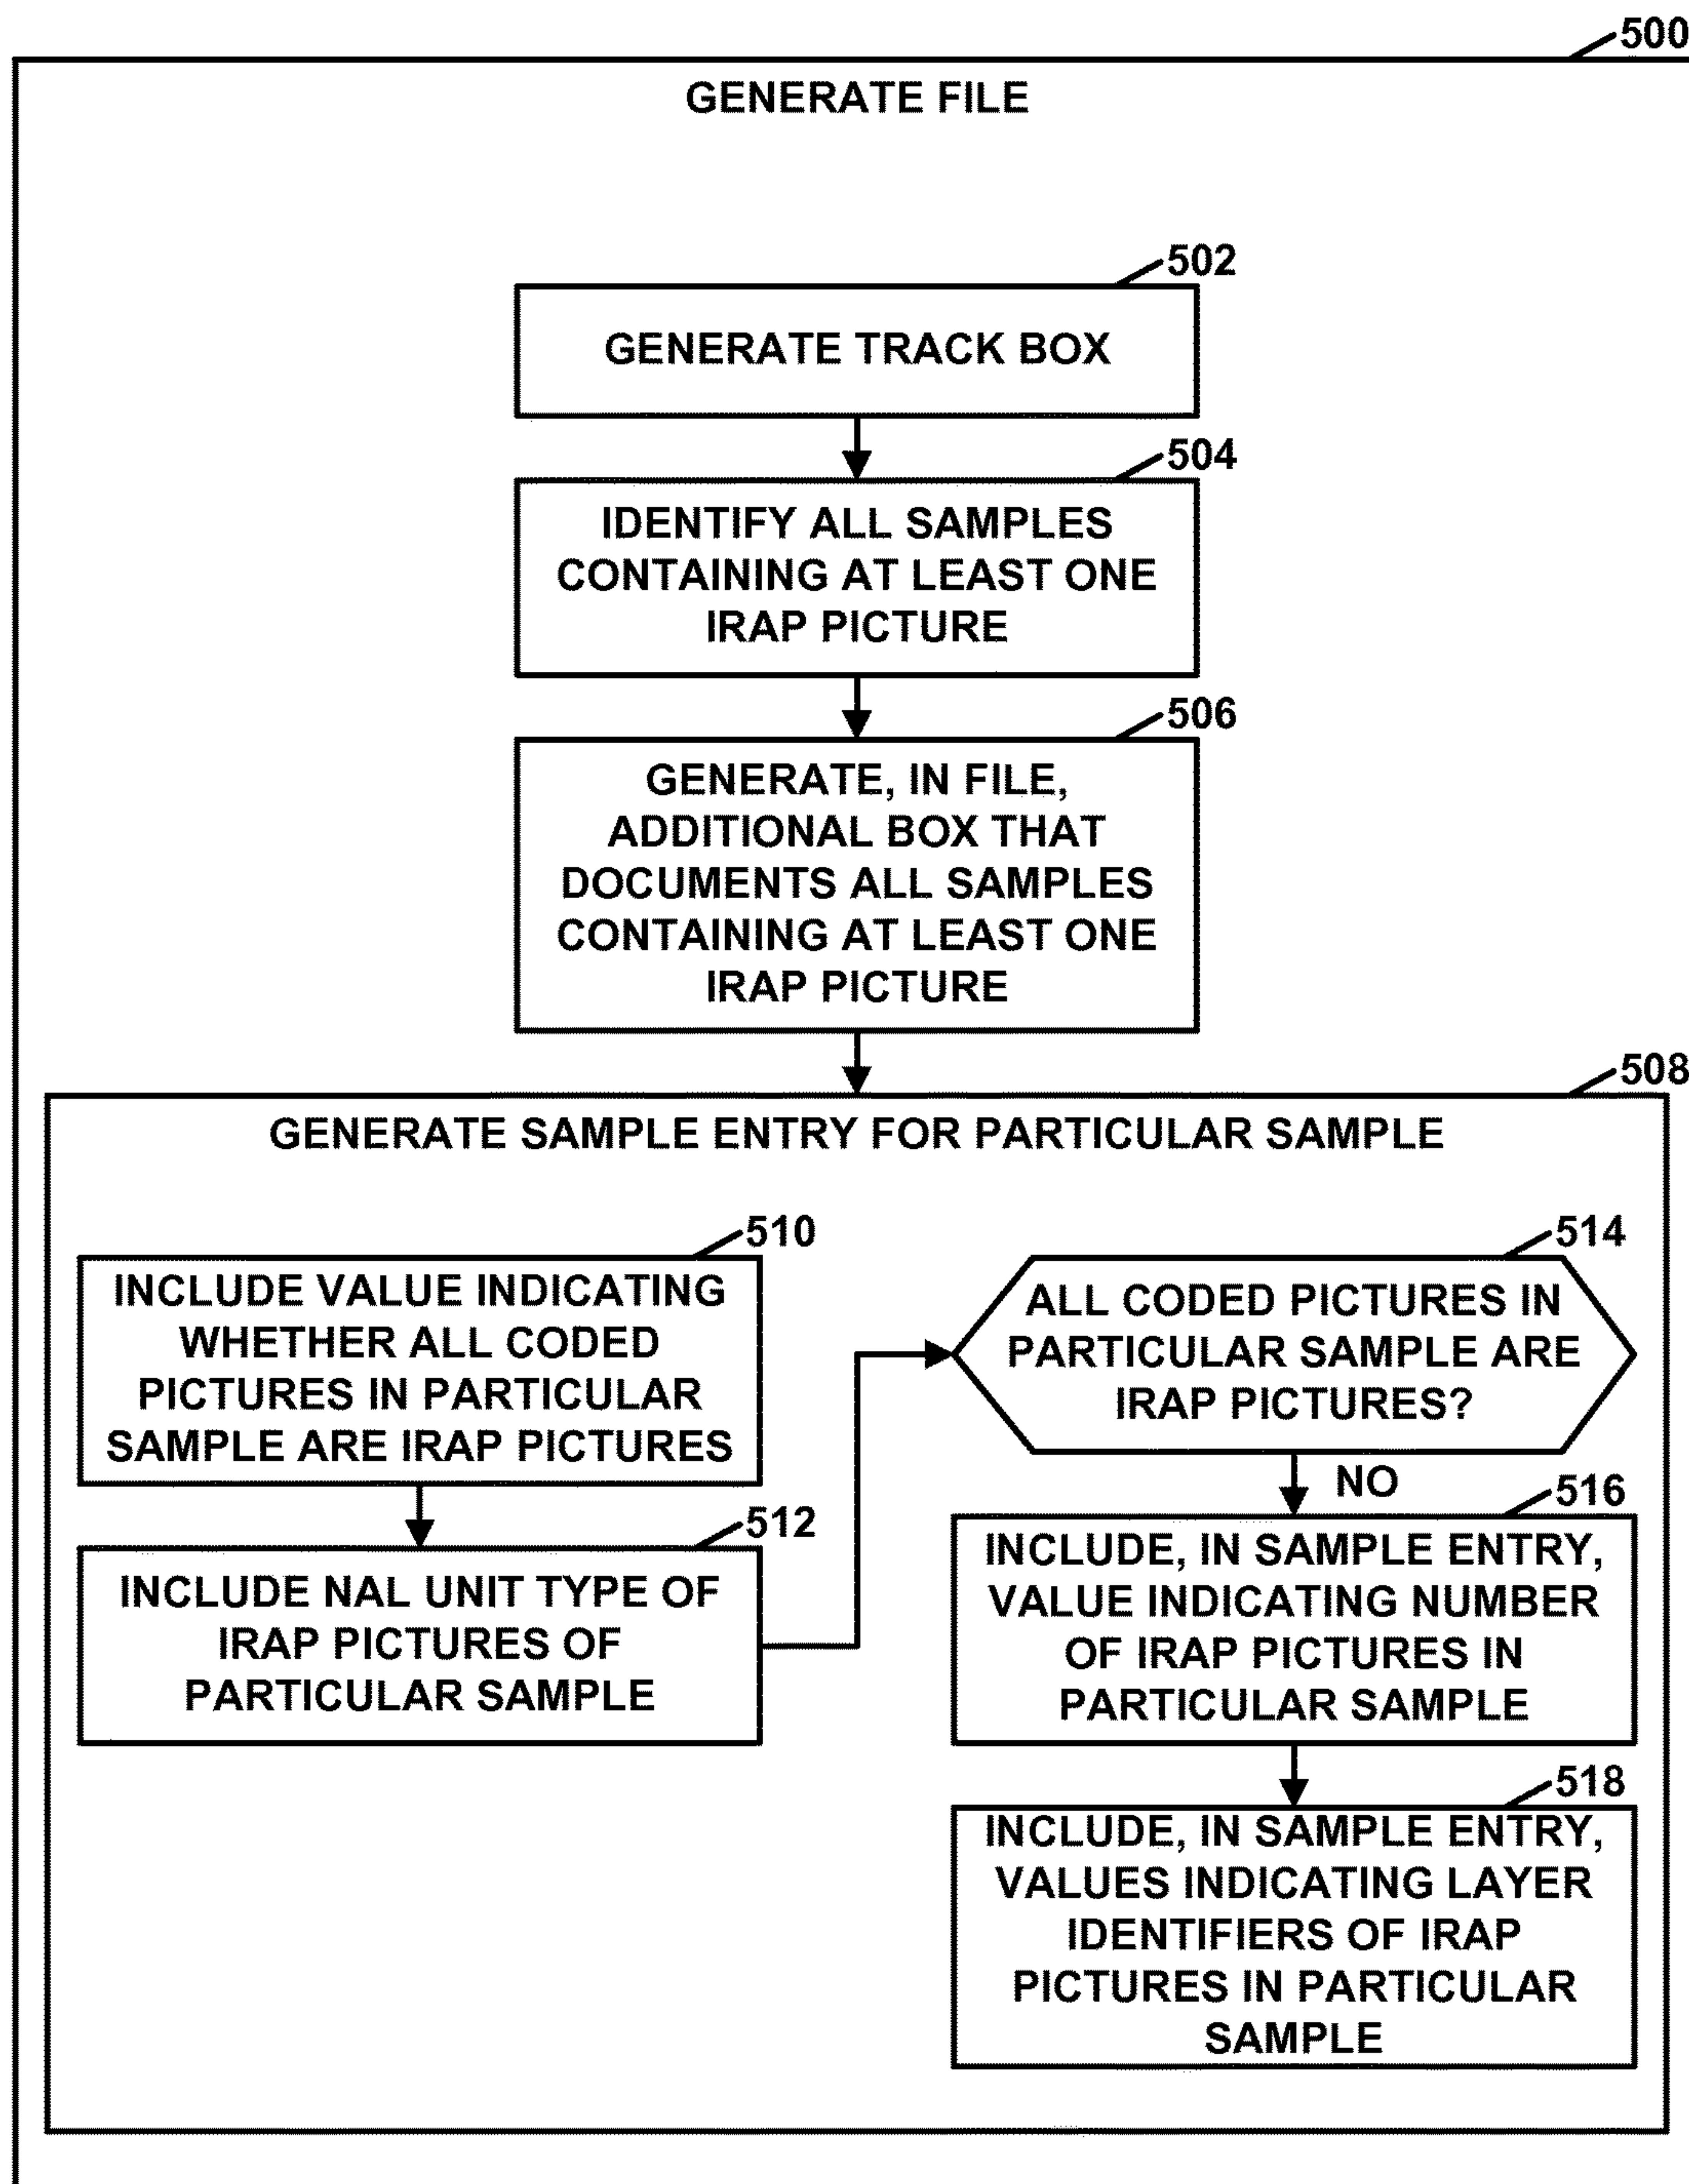 500
GENERATE FILE
502
GENERATE TRACK BOX
504
IDENTIFY ALL SAMPLES
CONTAINING AT LEAST ONE
IRAP PICTURE
506
GENERATE, IN FILE,
ADDITIONAL BOX THAT
DOCUMENTS ALL SAMPLES
CONTAINING AT LEAST ONE
IRAP PICTURE
508
GENERATE SAMPLE ENTRY FOR PARTICULAR SAMPLE
510
INCLUDE VALUE INDICATING
WHETHER ALL CODED
PICTURES IN PARTICULAR
SAMPLE ARE IRAP PICTURES
512
INCLUDE NAL UNIT TYPE OF
IRAP PICTURES OF
PARTICULAR SAMPLE
514
ALL CODED PICTURES IN
PARTICULAR SAMPLE ARE
IRAP PICTURES?
NO
516
INCLUDE, IN SAMPLE ENTRY,
VALUE INDICATING NUMBER
OF IRAP PICTURES IN
PARTICULAR SAMPLE
518
INCLUDE, IN SAMPLE ENTRY,
VALUES INDICATING LAYER
IDENTIFIERS OF IRAP
PICTURES IN PARTICULAR
SAMPLE